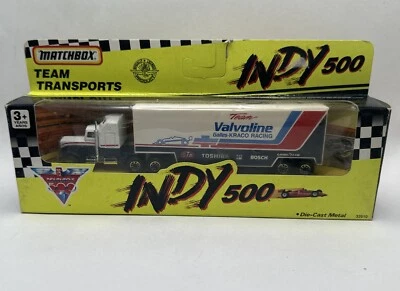 MATCHBOX
TEAM
TRANSPORTS
INDY 500
3+
Team
Valvoline
Galles-KRACO RACING
TOSHIBA
BOSCH
INDY 500
• Die-Cast Metal